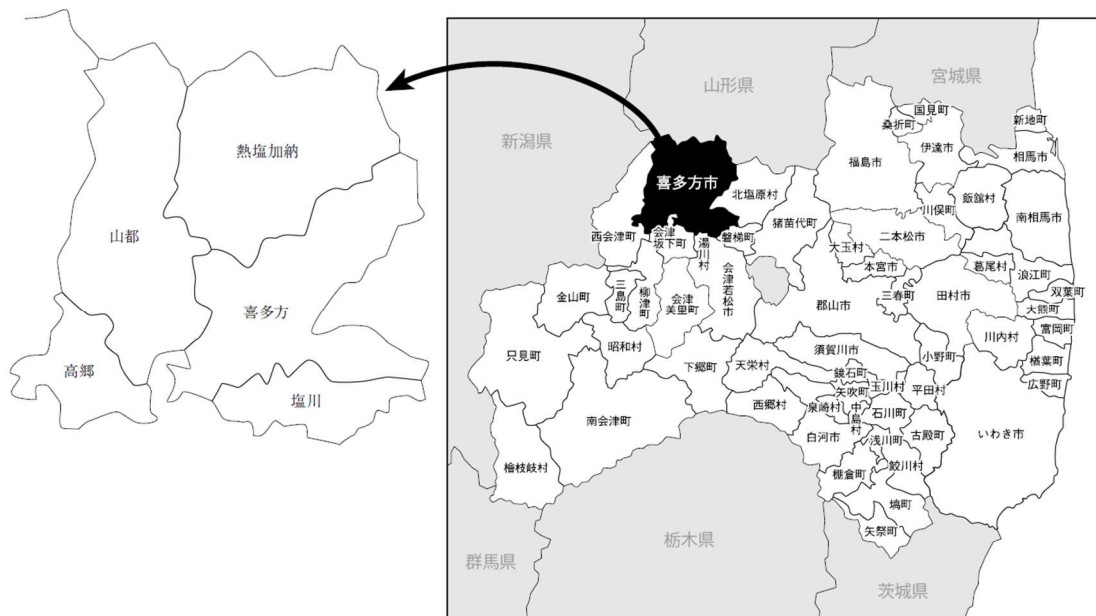 熱塩加納
山都
喜多方
高郷
塩川
山形県
宮城県
新潟県
喜多方市
北塩原村
西会津町
会津
坂下町
湯川村
磐梯町
猪苗代町
福島市
桑折町
国見町
伊達市
新地町
相馬市
川俣町
飯舘村
南相馬市
二本松市
大玉村
本宮市
葛尾村
浪江町
双葉町
大熊町
富岡町
楢葉町
広野町
三春町
田村市
川内村
郡山市
小野町
金山町
三島町
柳津町
会津
美里町
会津若松市
只見町
昭和村
下郷町
天栄村
須賀川市
鏡石町
矢吹町
玉川村
平田村
南会津町
西郷村
泉崎村
中島村
石川町
白河市
浅川町
古殿町
いわき市
檜枝岐村
棚倉町
鮫川村
塙町
矢祭町
群馬県
栃木県
茨城県